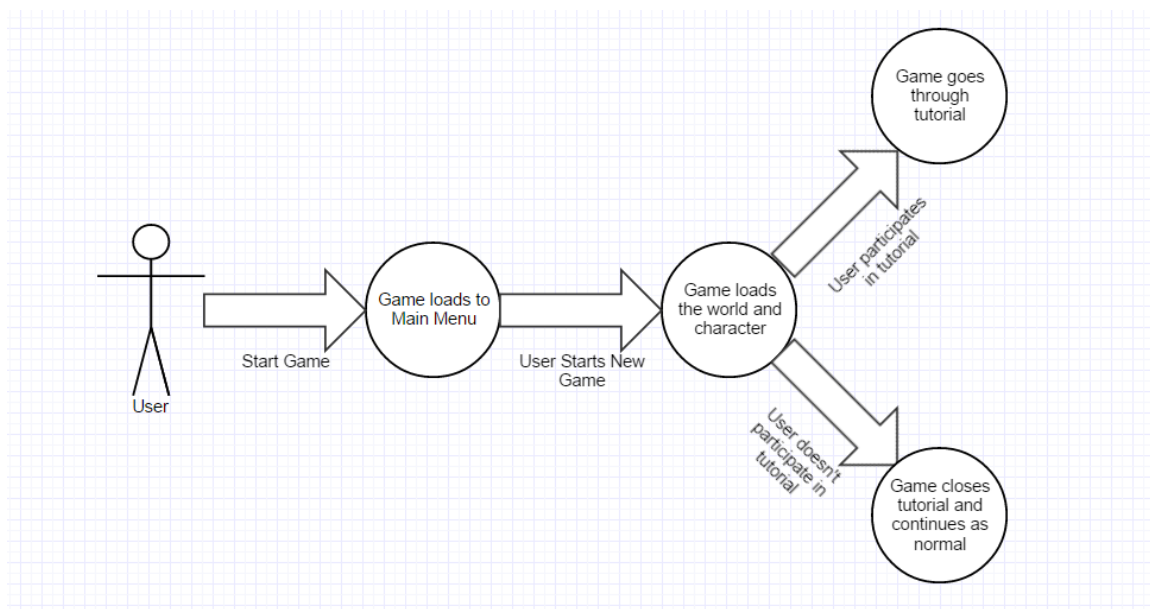 User
Start Game
Game loads to
Main Menu
User Starts New
Game
Game loads
the world and
character
User participates
in tutorial
Game goes
through
tutorial
User doesn't
participate in
tutorial
Game closes
tutorial and
continues as
normal